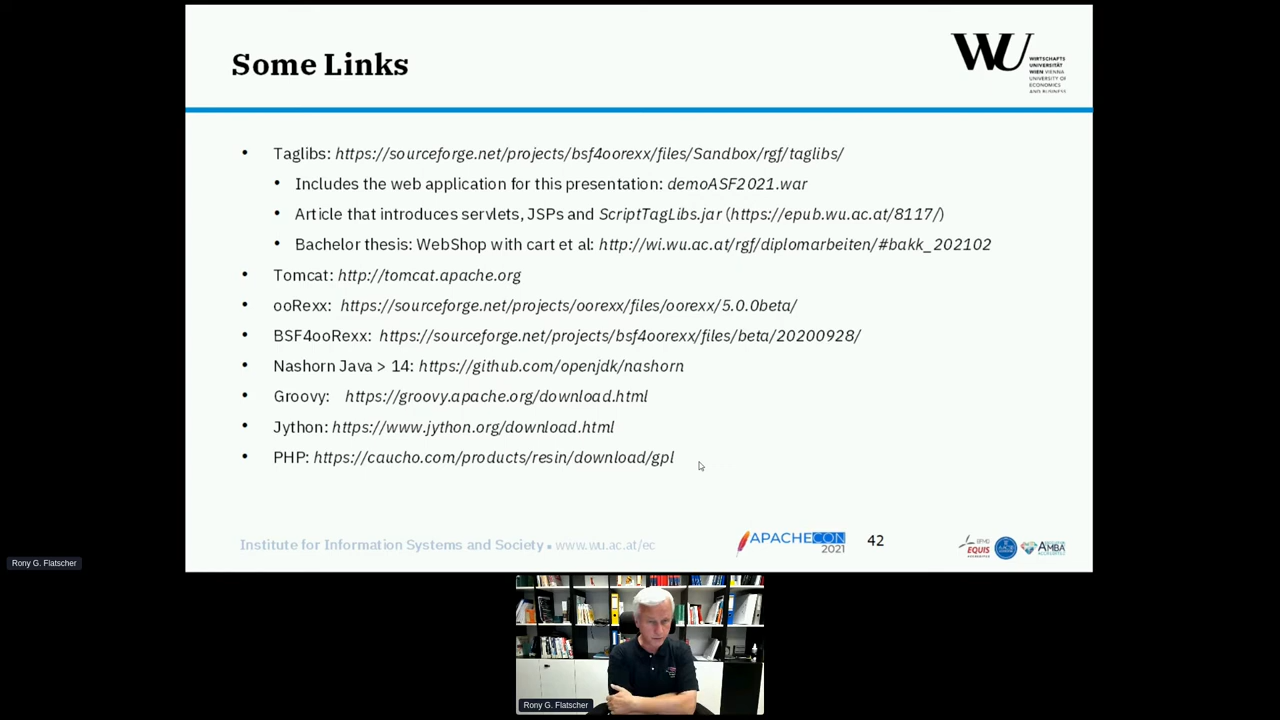 Some Links
WU
WIRTSCHAFTS
UNIVERSITÄT
WIEN VIENNA
UNIVERSITY OF
ECONOMICS
AND BUSINESS
• Taglibs: https://sourceforge.net/projects/bsf4oorexx/files/Sandbox/rgf/taglibs/
• Includes the web application for this presentation: demoASF2021.war
• Article that introduces servlets, JSPs and ScriptTagLibs.jar (https://epub.wu.ac.at/8117/)
• Bachelor thesis: WebShop with cart et al: http://wi.wu.ac.at/rgf/diplomarbeiten/#bakk_202102
• Tomcat: http://tomcat.apache.org
• ooRexx: https://sourceforge.net/projects/oorexx/files/oorexx/5.0.0beta/
• BSF4ooRexx: https://sourceforge.net/projects/bsf4oorexx/files/beta/20200928/
• Nashorn Java > 14: https://github.com/openjdk/nashorn
• Groovy: https://groovy.apache.org/download.html
• Jython: https://www.jython.org/download.html
• PHP: https://caucho.com/products/resin/download/gpl
Institute for Information Systems and Society ▪ www.wu.ac.at/ec
APACHECON
2021
42
EFMD
EQUIS
AMBA
Rony G. Flatscher
Rony G. Flatscher